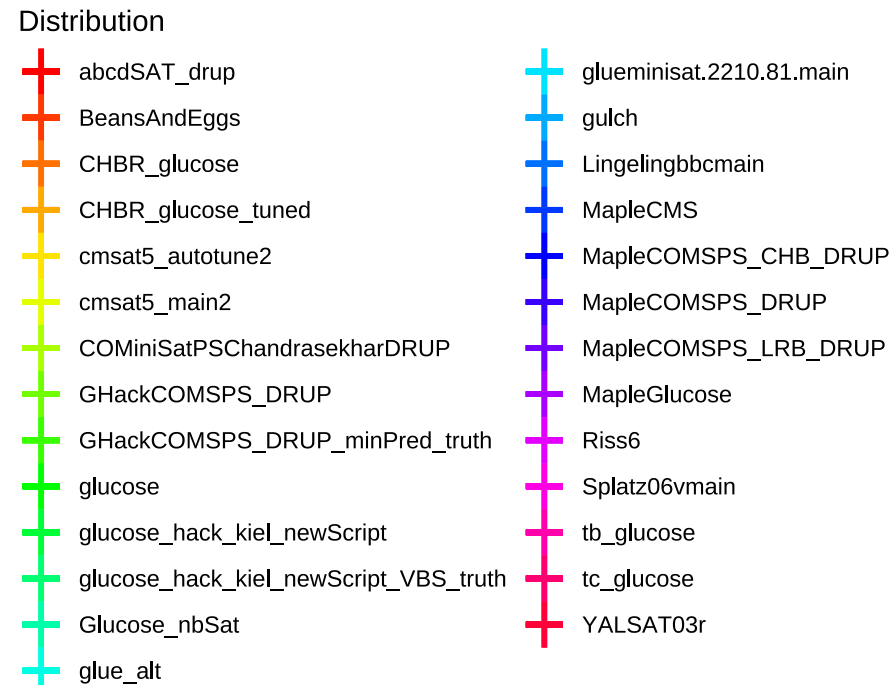 Distribution
abcdSAT_drup
BeansAndEggs
CHBR_glucose
CHBR_glucose_tuned
cmsat5_autotune2
cmsat5_main2
COMiniSatPSChandrasekharDRUP
GHackCOMSPS_DRUP
GHackCOMSPS_DRUP_minPred_truth
glucose
glucose_hack_kiel_newScript
glucose_hack_kiel_newScript_VBS_truth
Glucose_nbSat
glue_alt
glueminisat.2210.81.main
gulch
Lingelingbbcmain
MapleCMS
MapleCOMSPS_CHB_DRUP
MapleCOMSPS_DRUP
MapleCOMSPS_LRB_DRUP
MapleGlucose
Riss6
Splatz06vmain
tb_glucose
tc_glucose
YALSAT03r